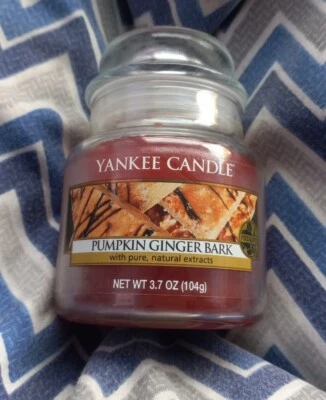 YANKEE CANDLE®
PUMPKIN GINGER BARK
with pure, natural extracts
NET WT 3.7 OZ (104g)